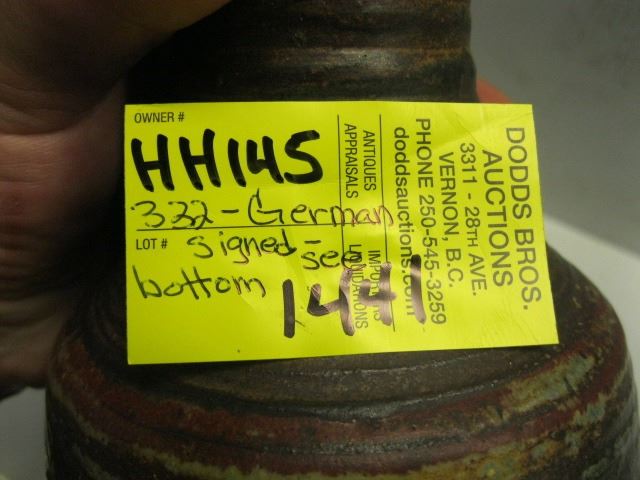 OWNER #
HH145
332-German
LOT # signed-
see
bottom
1441
ANTIQUES
APPRAISALS
LIQUIDATIONS
DODDS BROS.
AUCTIONS
3311 - 28TH AVE.
VERNON, B.C.
PHONE 250-545-3259
doddsauctions.com